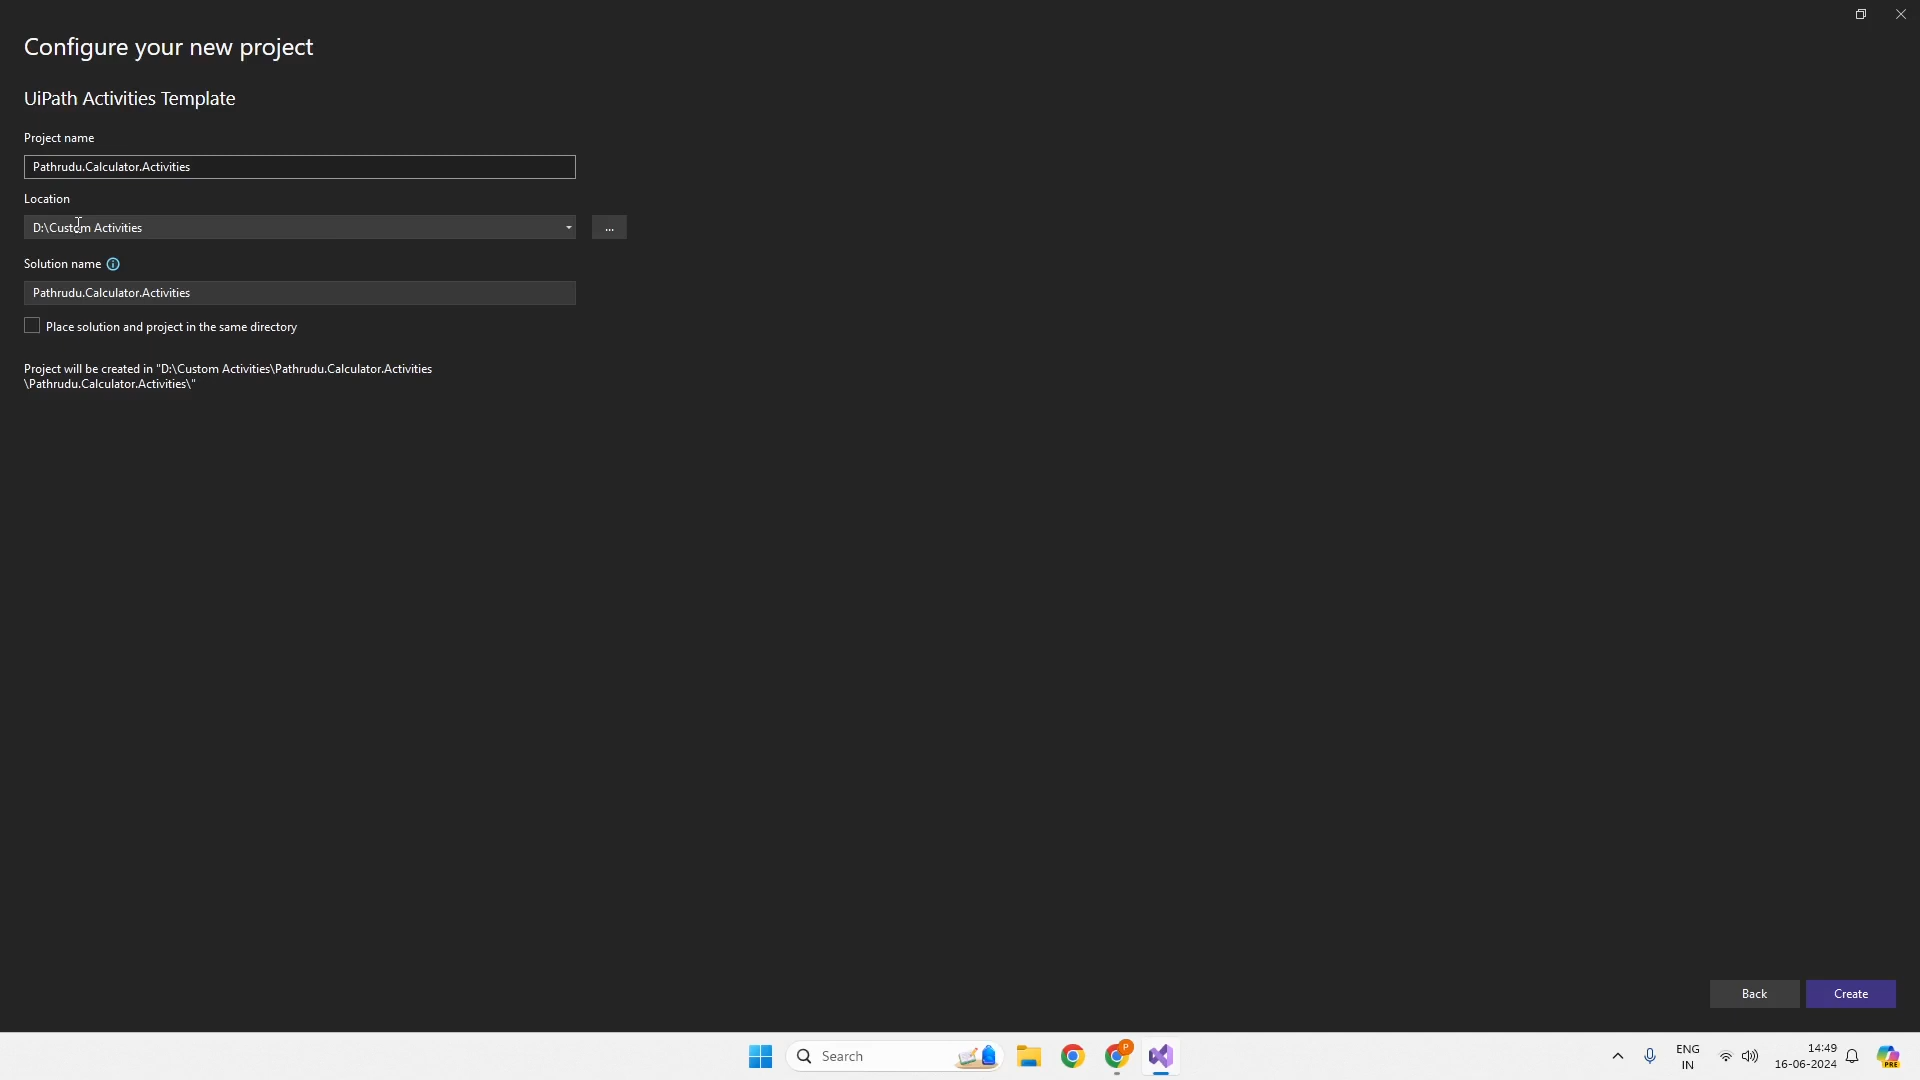 Configure your new project
UiPath Activities Template
Project name
Pathrudu.Calculator.Activities
Location
D:\Custom Activities
...
Solution name
Pathrudu.Calculator.Activities
Place solution and project in the same directory
Project will be created in "D:\Custom Activities\Pathrudu.Calculator.Activities
\Pathrudu.Calculator.Activities\"
Back
Create
Search
P
ENG
IN
14:49
16-06-2024
PRE